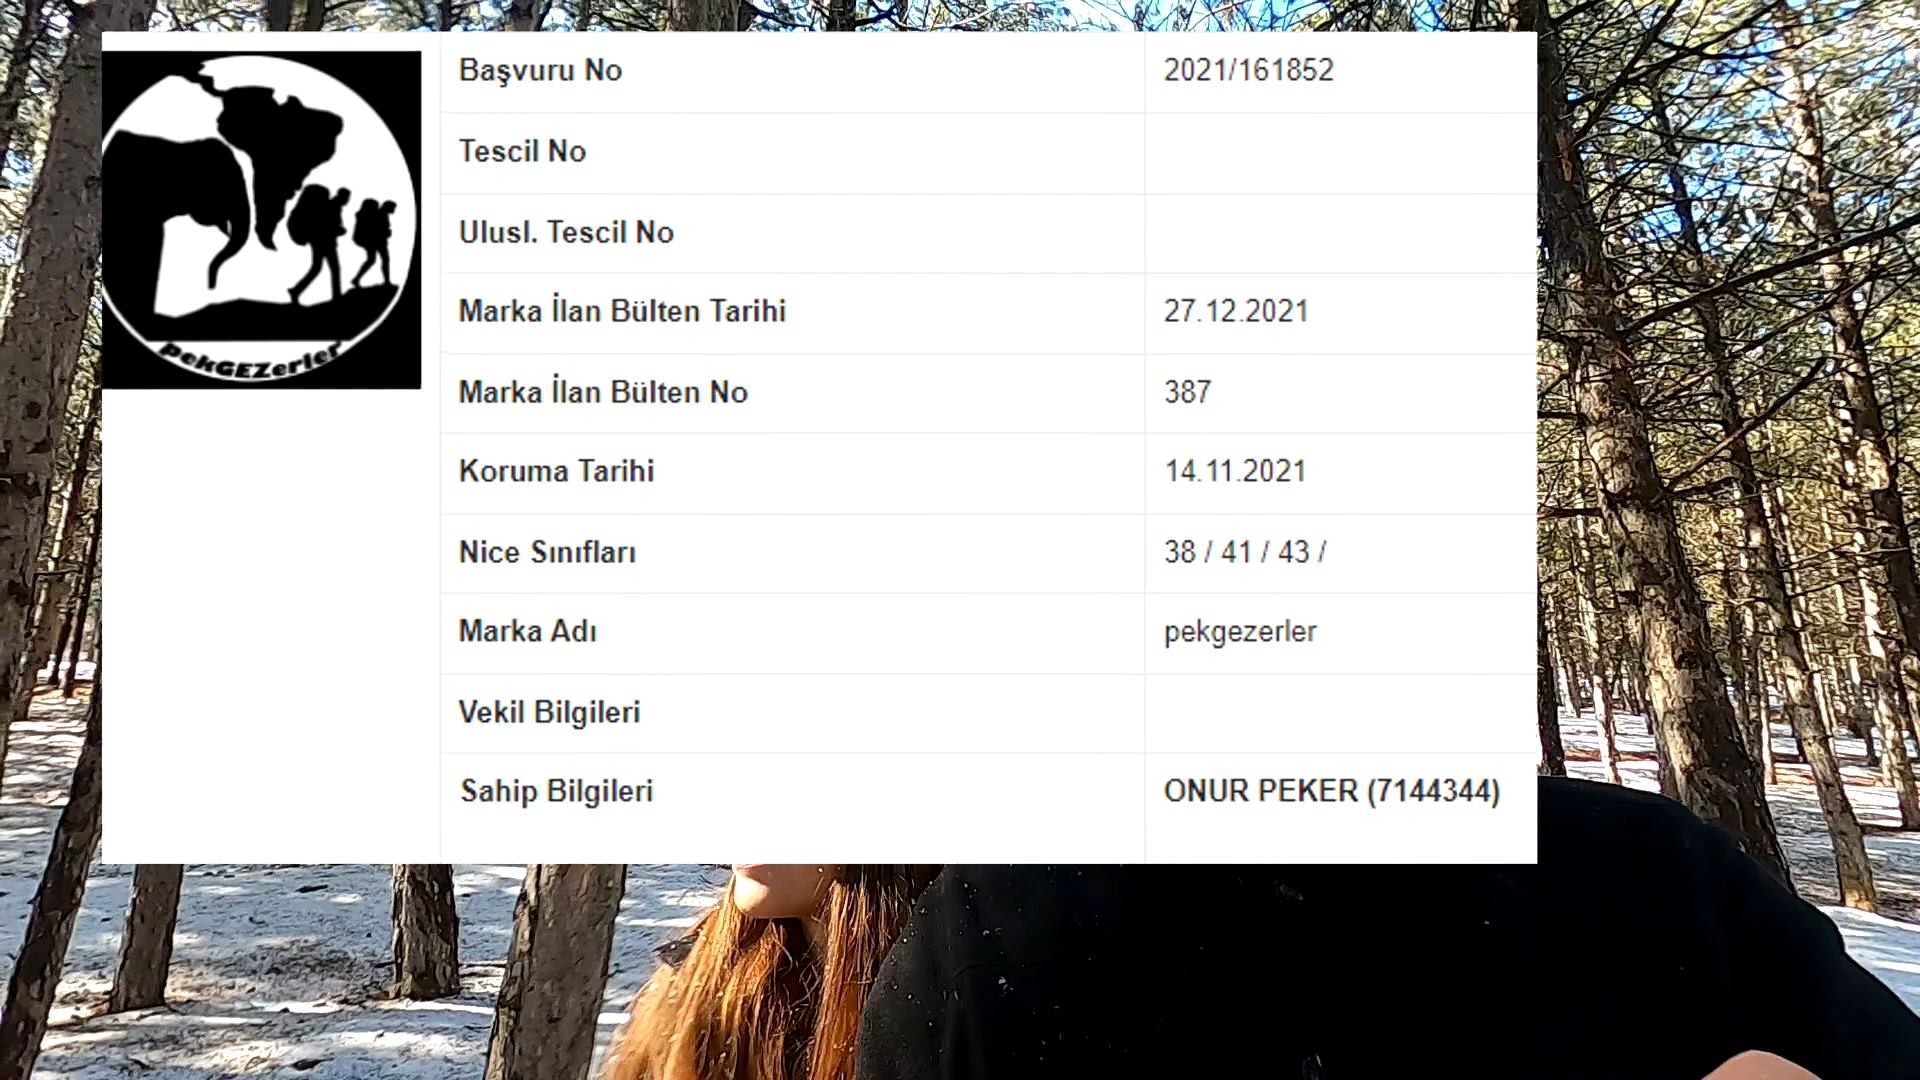 pekGEZerler
Başvuru No 2021/161852
Tescil No
Ulusl. Tescil No
Marka İlan Bülten Tarihi 27.12.2021
Marka İlan Bülten No 387
Koruma Tarihi 14.11.2021
Nice Sınıfları 38 / 41 / 43 /
Marka Adı pekgezerler
Vekil Bilgileri
Sahip Bilgileri ONUR PEKER (7144344)